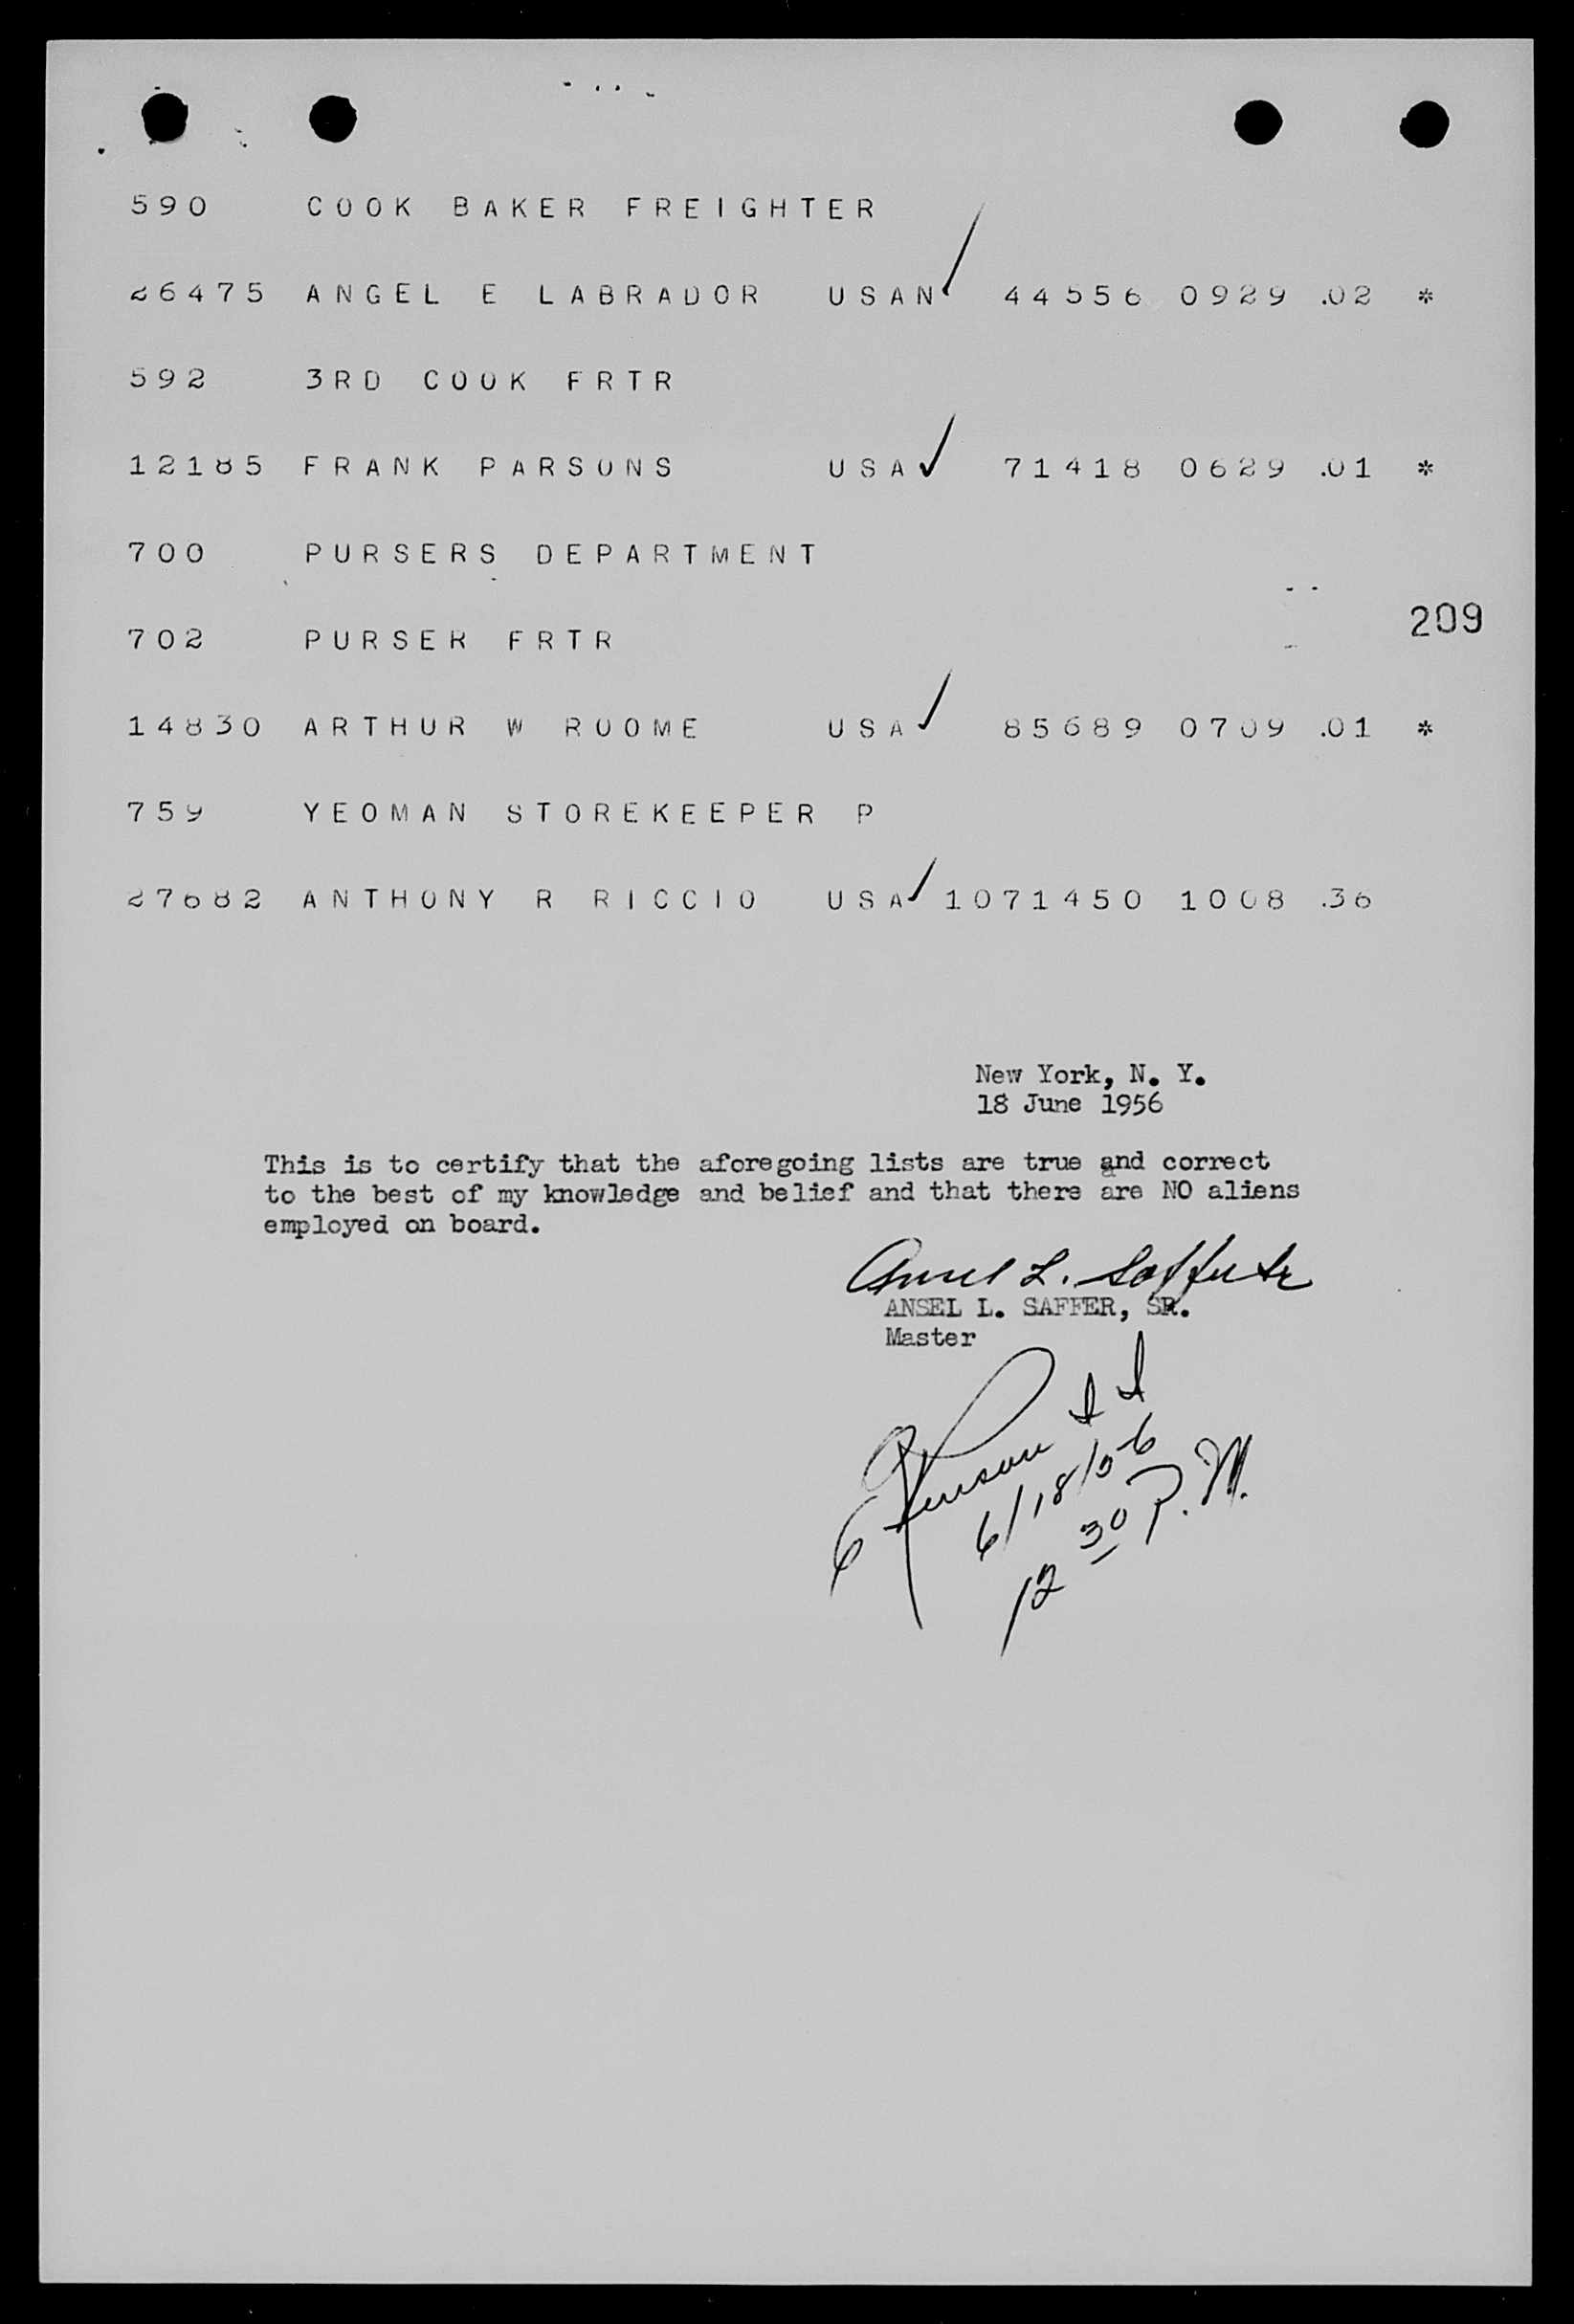 590 COOK BAKER FREIGHTER
26475 ANGEL E LABRADOR USAN 44556 0929 .02 *
592 3RD COOK FRTR
12185 FRANK PARSONS USA 71418 0629 .01 *
700 PURSERS DEPARTMENT
209
702 PURSER FRTR
14830 ARTHUR W ROOME USA 85689 0709 .01 *
759 YEOMAN STOREKEEPER P
27682 ANTHONY R RICCIO USA 1071450 1008 .36
New York, N. Y.
18 June 1956
This is to certify that the aforegoing lists are true and correct
to the best of my knowledge and belief and that there are NO aliens
employed on board.
Ansel L. Saffer Sr
ANSEL L. SAFFER, SR.
Master
6/18/56
12 30 P.M.